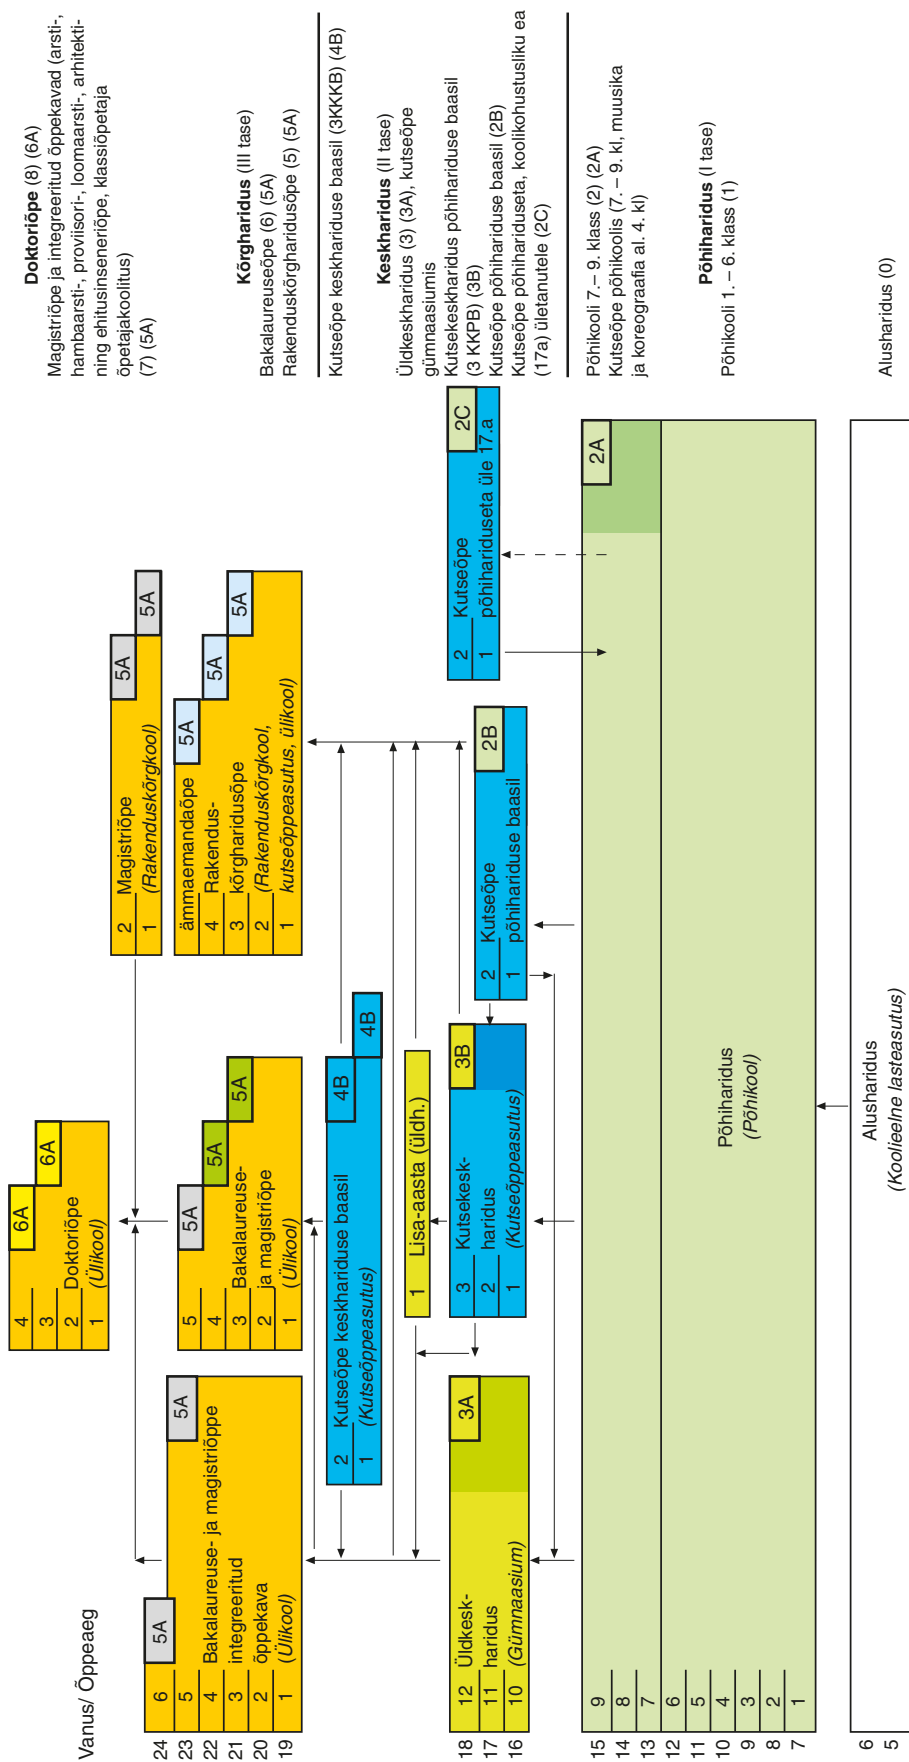 Vanus/ Õppeaeg
24
23
22
21
20
19
18
17
16
15
14
13
12
11
10
9
8
7
6
5
6
5
4
3
2
1
5A
5A
Bakalaureuse- ja magistriõppe
integreeritud
õppekava
(Ülikool)
4
3
2
1
6A
6A
Doktoriõpe
(Ülikool)
5
4
3
2
1
5A
5A
5A
Bakalaureuse-
ja magistriõpe
(Ülikool)
2
1
Magistriõpe
(Rakenduskõrgkool)
5A
5A
ämmaemandaõpe
4
3
2
1
Rakendus-
kõrgharidusõpe
(Rakenduskõrgkool,
kutseõppeasutus, ülikool)
5A
5A
5A
2
1
Kutseõpe keskhariduse baasil
(Kutseõppeasutus)
4B
4B
1 Lisa-aasta (üldh.)
12
11
10
Üldkesk-
haridus
(Gümnaasium)
3A
3
2
1
Kutsekesk-
haridus
(Kutseõppeasutus)
3B
2
1
Kutseõpe
põhihariduse baasil
2B
2
1
Kutseõpe
põhihariduseta üle 17.a
2C
9
8
7
6
5
4
3
2
1
2A
Põhiharidus
(Põhikool)
Alusharidus
(Koolieelne lasteasutus)
Doktoriõpe (8) (6A)
Magistriõpe ja integreeritud õppekavad (arsti-,
hambaarsti-, proviisori-, loomaarsti-, arhitekti-
ning ehitusinseneriõpe, klassiõpetaja
õpetajakoolitus)
(7) (5A)
Kõrgharidus (III tase)
Bakalaureuseõpe (6) (5A)
Rakenduskõrgharidusõpe (5) (5A)
Kutseõpe keskhariduse baasil (3KKKB) (4B)
Keskharidus (II tase)
Üldkeskharidus (3) (3A), kutseõpe
gümnaasiumis
Kutsekeskharidus põhihariduse baasil
(3 KKPB) (3B)
Kutseõpe põhihariduse baasil (2B)
Kutseõpe põhihariduseta, koolikohustusliku ea
(17a) ületanutele (2C)
Põhikooli 7.– 9. klass (2) (2A)
Kutseõpe põhikoolis (7. – 9. kl, muusika
ja koreograafia al. 4. kl)
Põhiharidus (I tase)
Põhikooli 1. – 6. klass (1)
Alusharidus (0)